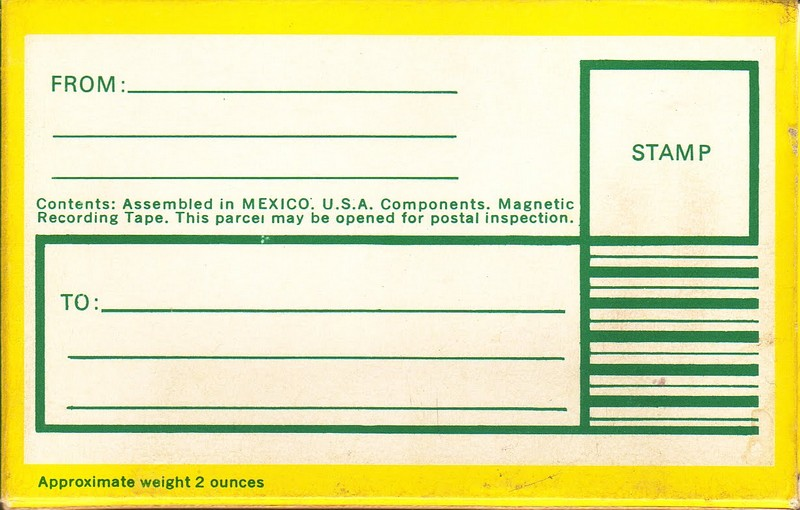 FROM:
STAMP
Contents: Assembled in MEXICO. U.S.A. Components. Magnetic
Recording Tape. This parcel may be opened for postal inspection.
TO:
Approximate weight 2 ounces